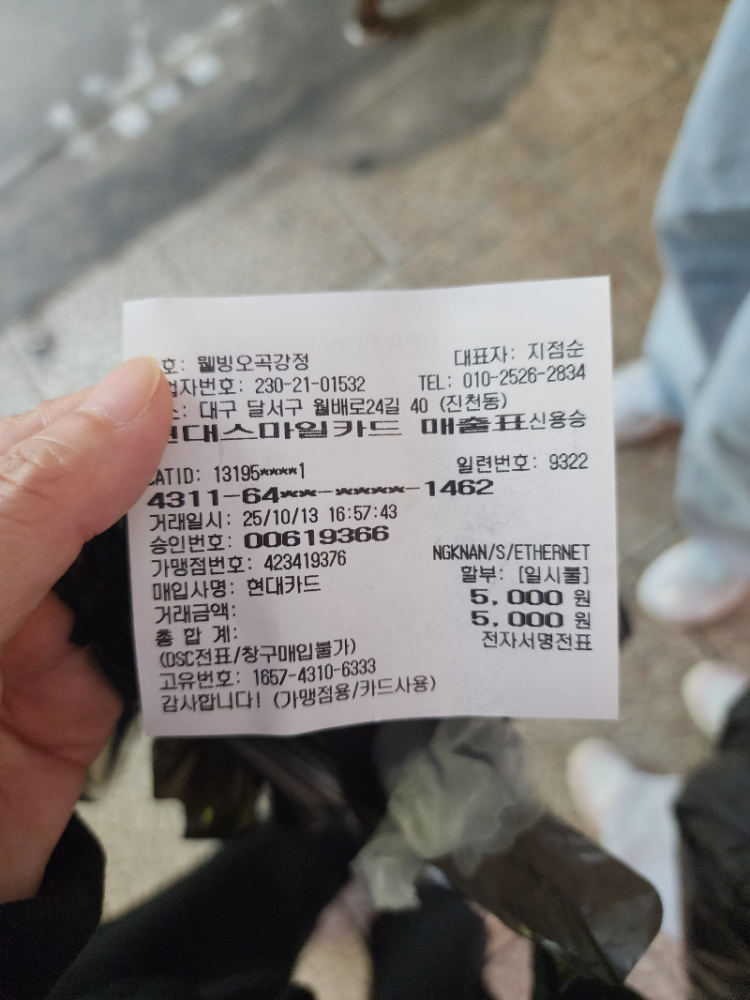 호: 웰빙오곡강정 대표자: 지점순
업자번호: 230-21-01532 TEL: 010-2526-2834
소: 대구 달서구 월배로24길 40 (진천동)
현대스마일카드 매출표신용승
CATID: 13195****1 일련번호: 9322
4311-64**-****-1462
거래일시: 25/10/13 16:57:43
승인번호: 00619366
가맹점번호: 423419376 NGKNAN/S/ETHERNET
매입사명: 현대카드 할부: [일시불]
거래금액: 5,000 원
총 합 계: 5,000 원
(DSC전표/창구매입불가) 전자서명전표
고유번호: 1657-4310-6333
감사합니다! (가맹점용/카드사용)